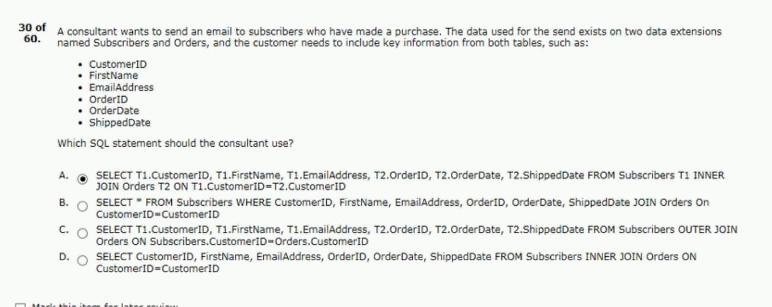 30 of 60.
A consultant wants to send an email to subscribers who have made a purchase. The data used for the send exists on two data extensions
named Subscribers and Orders, and the customer needs to include key information from both tables, such as:
• CustomerID
• FirstName
• EmailAddress
• OrderID
• OrderDate
• ShippedDate
Which SQL statement should the consultant use?
A. SELECT T1.CustomerID, T1.FirstName, T1.EmailAddress, T2.OrderID, T2.OrderDate, T2.ShippedDate FROM Subscribers T1 INNER
JOIN Orders T2 ON T1.CustomerID=T2.CustomerID
B. SELECT * FROM Subscribers WHERE CustomerID, FirstName, EmailAddress, OrderID, OrderDate, ShippedDate JOIN Orders On
CustomerID=CustomerID
C. SELECT T1.CustomerID, T1.FirstName, T1.EmailAddress, T2.OrderID, T2.OrderDate, T2.ShippedDate FROM Subscribers OUTER JOIN
Orders ON Subscribers.CustomerID=Orders.CustomerID
D. SELECT CustomerID, FirstName, EmailAddress, OrderID, OrderDate, ShippedDate FROM Subscribers INNER JOIN Orders ON
CustomerID=CustomerID
Mark this item for later review